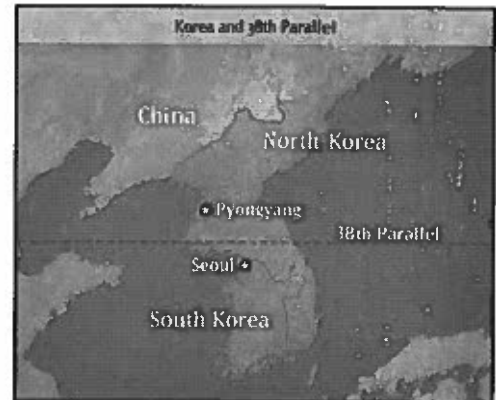 Korea and 38th Parallel
China
North Korea
Pyongyang
38th Parallel
Seoul
South Korea